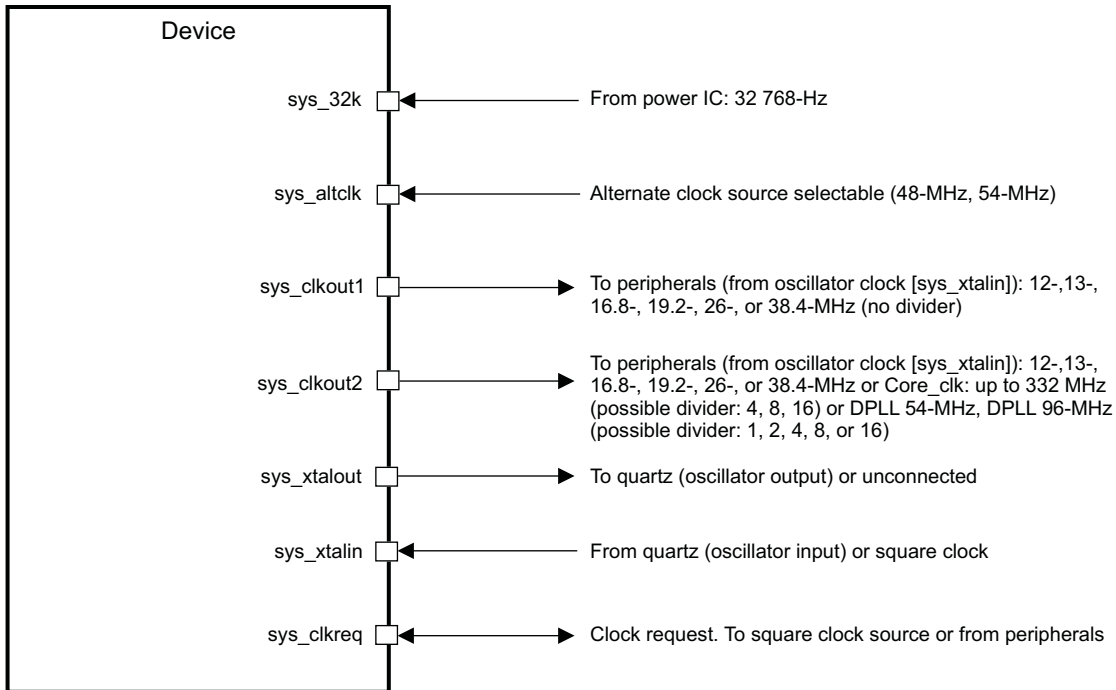 Device
sys_32k
From power IC: 32 768-Hz
sys_altclk
Alternate clock source selectable (48-MHz, 54-MHz)
sys_clkout1
To peripherals (from oscillator clock [sys_xtalin]): 12-,13-,
16.8-, 19.2-, 26-, or 38.4-MHz (no divider)
sys_clkout2
To peripherals (from oscillator clock [sys_xtalin]): 12-,13-,
16.8-, 19.2-, 26-, or 38.4-MHz or Core_clk: up to 332 MHz
(possible divider: 4, 8, 16) or DPLL 54-MHz, DPLL 96-MHz
(possible divider: 1, 2, 4, 8, or 16)
sys_xtalout
To quartz (oscillator output) or unconnected
sys_xtalin
From quartz (oscillator input) or square clock
sys_clkreq
Clock request. To square clock source or from peripherals